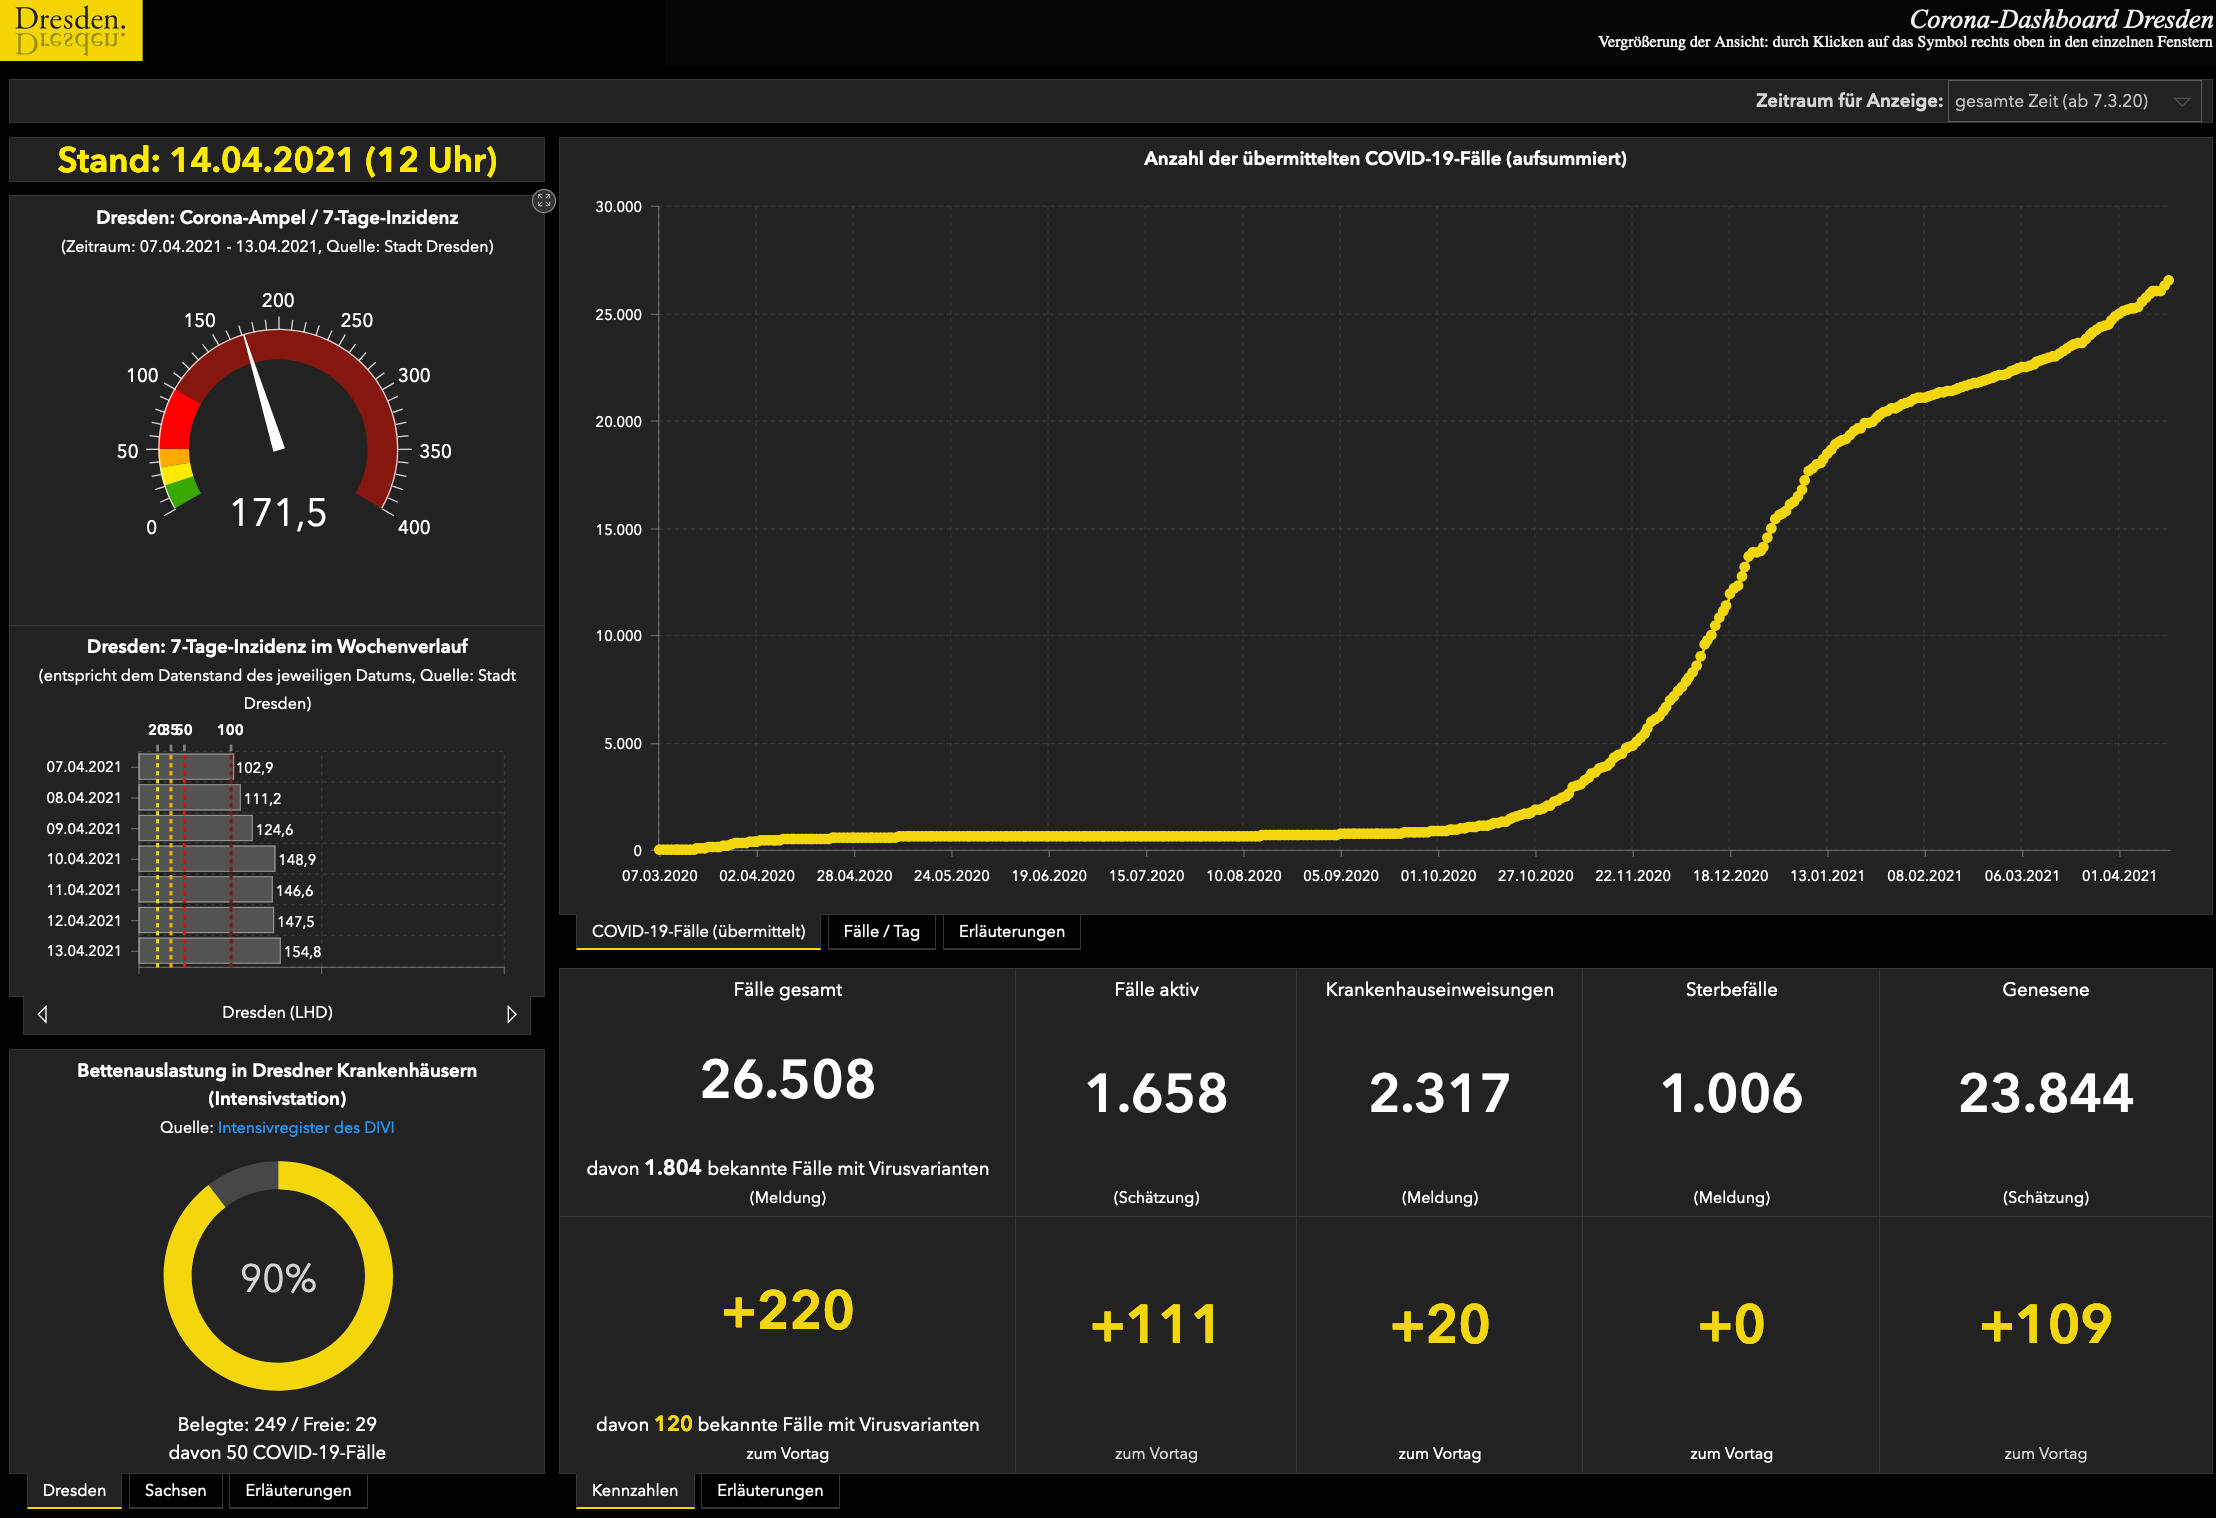 Dresden.
Dresden.
Corona-Dashboard Dresden
Vergrößerung der Ansicht: durch Klicken auf das Symbol rechts oben in den einzelnen Fenstern
Zeitraum für Anzeige: gesamte Zeit (ab 7.3.20)
Stand: 14.04.2021 (12 Uhr)
Dresden: Corona-Ampel / 7-Tage-Inzidenz
(Zeitraum: 07.04.2021 - 13.04.2021, Quelle: Stadt Dresden)
0
50
100
150
200
250
300
350
400
171,5
Dresden: 7-Tage-Inzidenz im Wochenverlauf
(entspricht dem Datenstand des jeweiligen Datums, Quelle: Stadt
Dresden)
20 35 50 100
07.04.2021 102,9
08.04.2021 111,2
09.04.2021 124,6
10.04.2021 148,9
11.04.2021 146,6
12.04.2021 147,5
13.04.2021 154,8
Dresden (LHD)
Bettenauslastung in Dresdner Krankenhäusern
(Intensivstation)
Quelle: Intensivregister des DIVI
90%
Belegte: 249 / Freie: 29
davon 50 COVID-19-Fälle
Dresden Sachsen Erläuterungen
Anzahl der übermittelten COVID-19-Fälle (aufsummiert)
30.000
25.000
20.000
15.000
10.000
5.000
0
07.03.2020 02.04.2020 28.04.2020 24.05.2020 19.06.2020 15.07.2020 10.08.2020 05.09.2020 01.10.2020 27.10.2020 22.11.2020 18.12.2020 13.01.2021 08.02.2021 06.03.2021 01.04.2021
COVID-19-Fälle (übermittelt) Fälle / Tag Erläuterungen
Fälle gesamt
26.508
davon 1.804 bekannte Fälle mit Virusvarianten
(Meldung)
+220
davon 120 bekannte Fälle mit Virusvarianten
zum Vortag
Fälle aktiv
1.658
(Schätzung)
+111
zum Vortag
Krankenhauseinweisungen
2.317
(Meldung)
+20
zum Vortag
Sterbefälle
1.006
(Meldung)
+0
zum Vortag
Genesene
23.844
(Schätzung)
+109
zum Vortag
Kennzahlen Erläuterungen